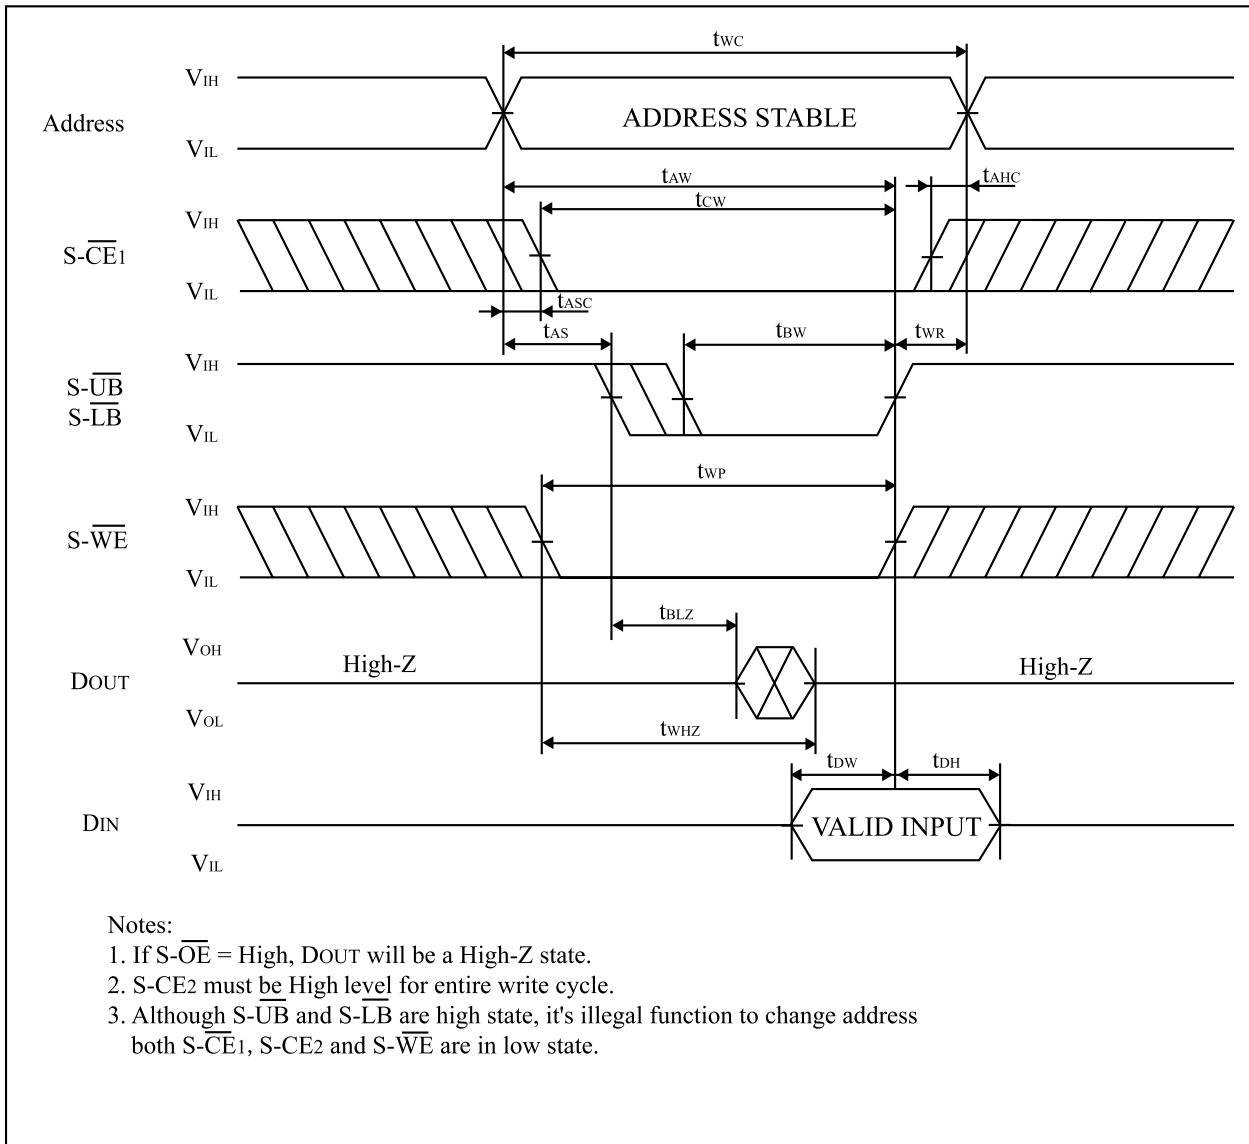 tWC
VIH
Address
ADDRESS STABLE
VIL
tAW
tAHC
tCW
VIH
S-CE1
VIL
tASC
tAS
tBW
tWR
VIH
S-UB
S-LB
VIL
tWP
VIH
S-WE
VIL
tBLZ
VOH
High-Z
High-Z
DOUT
VOL
tWHZ
tDW
tDH
VIH
DIN
VALID INPUT
VIL
Notes:
1. If S-OE = High, DOUT will be a High-Z state.
2. S-CE2 must be High level for entire write cycle.
3. Although S-UB and S-LB are high state, it's illegal function to change address
both S-CE1, S-CE2 and S-WE are in low state.